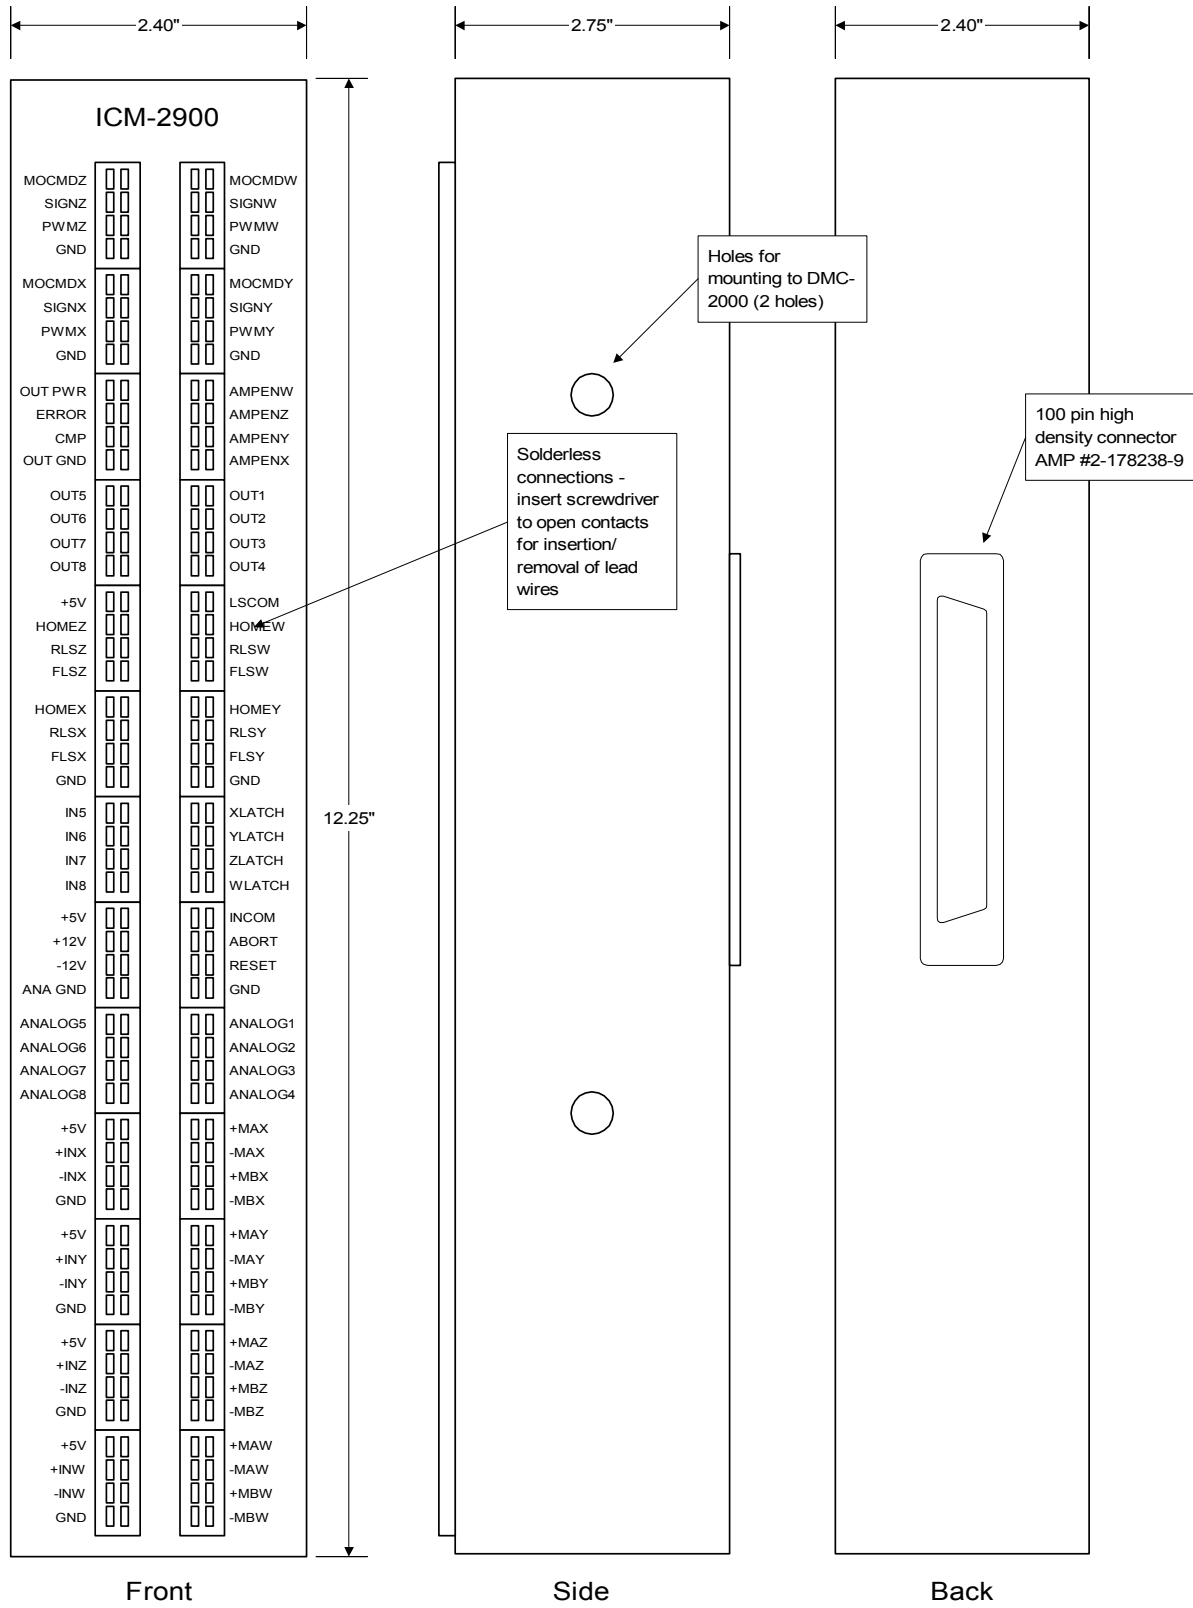 2.40"
2.75"
2.40"
ICM-2900
MOCMDZ MOCMDW
SIGNZ SIGNW
PWMZ PWMW
GND GND
MOCMDX MOCMDY
SIGNX SIGNY
PWMX PWMY
GND GND
OUT PWR AMPENW
ERROR AMPENZ
CMP AMPENY
OUT GND AMPENX
OUT5 OUT1
OUT6 OUT2
OUT7 OUT3
OUT8 OUT4
+5V LSCOM
HOMEZ HOMEW
RLSZ RLSW
FLSZ FLSW
HOMEX HOMEY
RLSX RLSY
FLSX FLSY
GND GND
IN5 XLATCH
IN6 YLATCH
IN7 ZLATCH
IN8 WLATCH
+5V INCOM
+12V ABORT
-12V RESET
ANA GND GND
ANALOG5 ANALOG1
ANALOG6 ANALOG2
ANALOG7 ANALOG3
ANALOG8 ANALOG4
+5V +MAX
+INX -MAX
-INX +MBX
GND -MBX
+5V +MAY
+INY -MAY
-INY +MBY
GND -MBY
+5V +MAZ
+INZ -MAZ
-INZ +MBZ
GND -MBZ
+5V +MAW
+INW -MAW
-INW +MBW
GND -MBW
12.25"
Holes for
mounting to DMC-
2000 (2 holes)
Solderless
connections -
insert screwdriver
to open contacts
for insertion/
removal of lead
wires
100 pin high
density connector
AMP #2-178238-9
Front
Side
Back